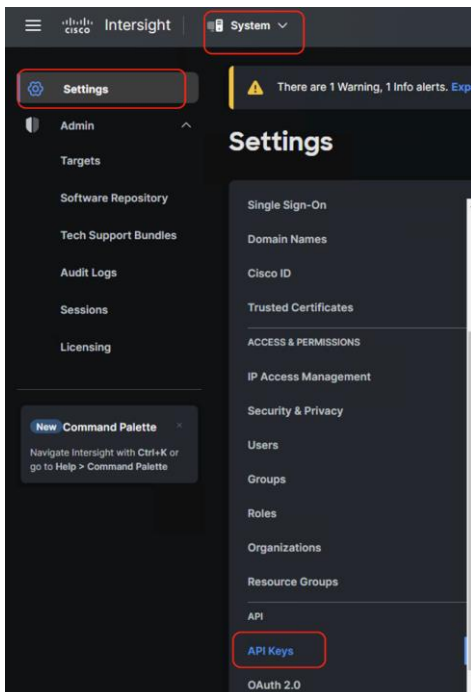 cisco Intersight System
Settings
There are 1 Warning, 1 Info alerts. Exp
Admin
Targets
Software Repository
Tech Support Bundles
Audit Logs
Sessions
Licensing
New Command Palette
Navigate Intersight with Ctrl+K or
go to Help > Command Palette
Settings
Single Sign-On
Domain Names
Cisco ID
Trusted Certificates
ACCESS & PERMISSIONS
IP Access Management
Security & Privacy
Users
Groups
Roles
Organizations
Resource Groups
API
API Keys
OAuth 2.0